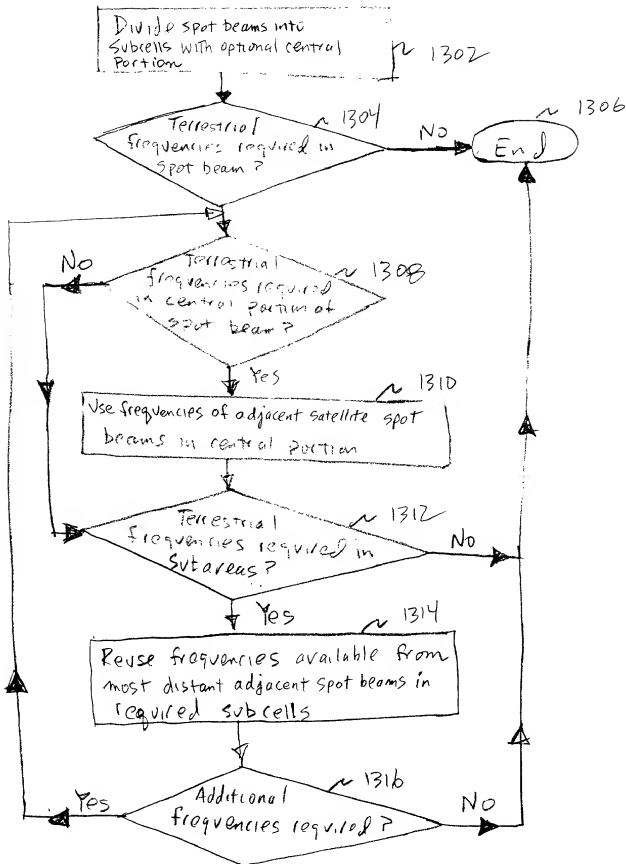 Divide spot beams into
Subcells with optional central
Portion
1302
Terrestrial
frequencies required in
spot beam?
1304
No
1306
End
Terrestrial
frequencies required
in central portion of
spot beam?
1308
No
Yes
1310
Use frequencies of adjacent satellite spot
beams in central portion
Terrestrial
frequencies required in
Subareas?
1312
No
Yes
1314
Reuse frequencies available from
most distant adjacent spot beams in
required subcells
Additional
frequencies required?
1316
Yes
No